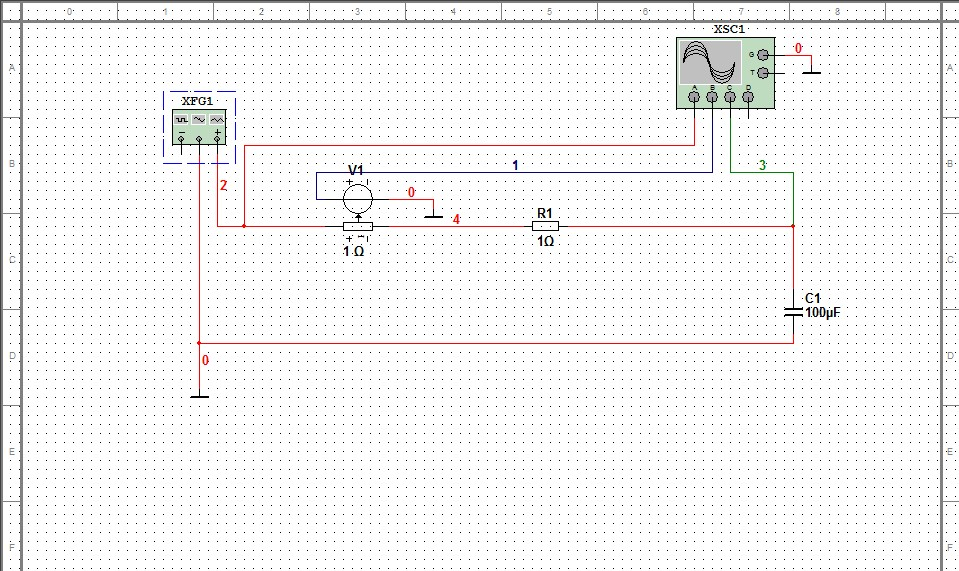 0 1 2 3 4 5 6 7 8
XSC1
A
A
G
0
T
A B C D
XFG1
− +
B
B
2
V1
+ −
1
3
0
4
R1
1Ω
+ −
1 Ω
C
C
C1
100µF
0
D
D
E
E
F
F